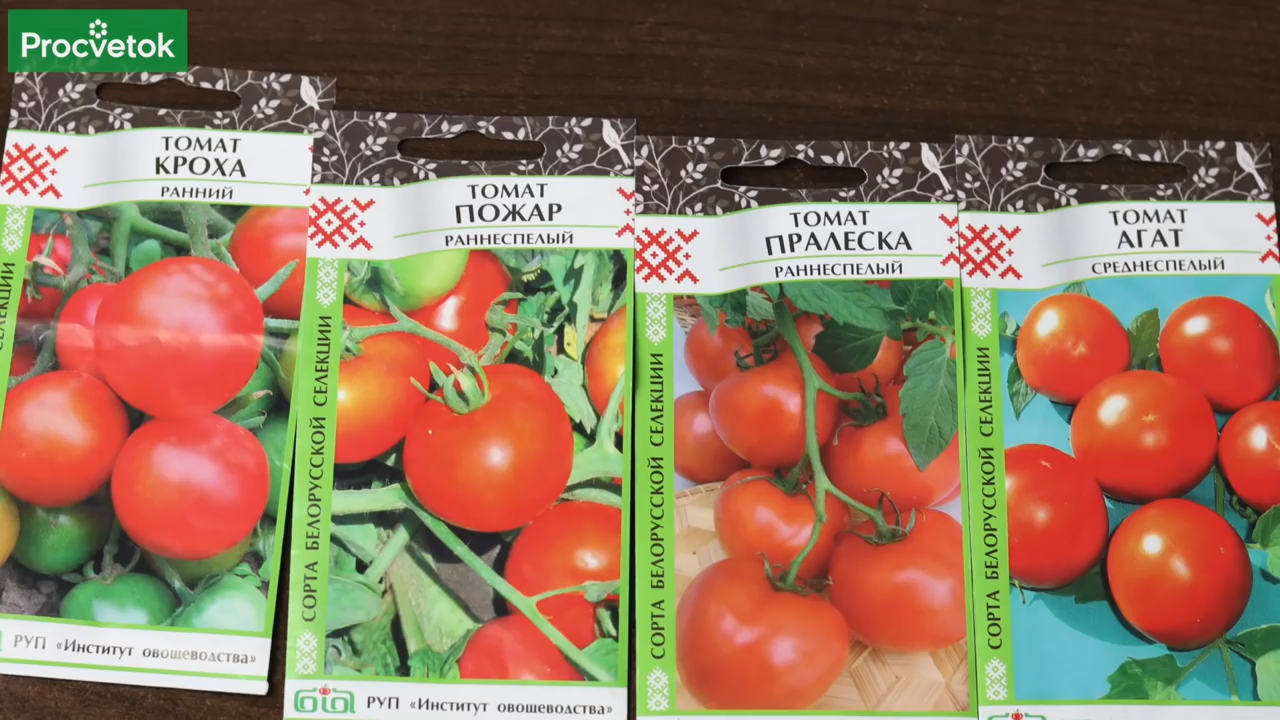 Procvetok
ТОМАТ
КРОХА
РАННИЙ
СЕЛЕКЦИИ
РУП «Институт овощеводства»
ТОМАТ
ПОЖАР
РАННЕСПЕЛЫЙ
СОРТА БЕЛОРУССКОЙ СЕЛЕКЦИИ
РУП «Институт овощеводства»
ТОМАТ
ПРАЛЕСКА
РАННЕСПЕЛЫЙ
СОРТА БЕЛОРУССКОЙ СЕЛЕКЦИИ
ТОМАТ
АГАТ
СРЕДНЕСПЕЛЫЙ
СОРТА БЕЛОРУССКОЙ СЕЛЕКЦИИ